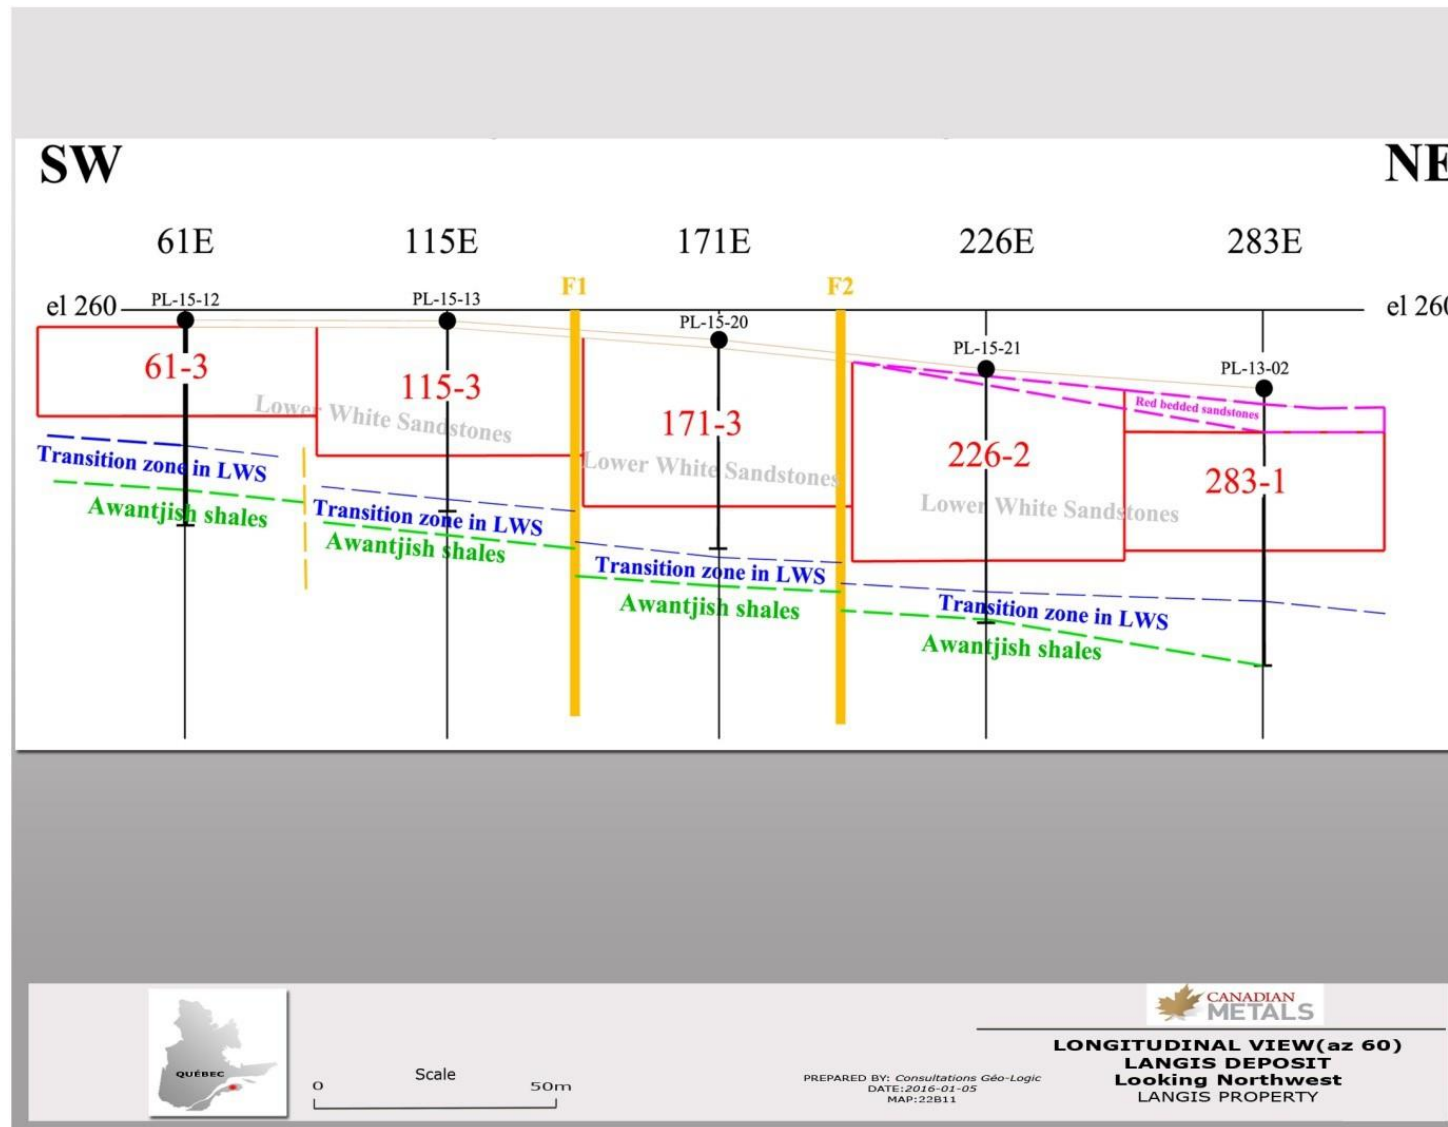 SW
NE
61E
115E
171E
226E
283E
F1
F2
el 260
PL-15-12
PL-15-13
PL-15-20
PL-15-21
PL-13-02
el 260
61-3
115-3
171-3
226-2
283-1
Red bedded sandstones
Lower White Sandstones
Lower White Sandstones
Lower White Sandstones
Transition zone in LWS
Awantjish shales
Transition zone in LWS
Awantjish shales
Transition zone in LWS
Awantjish shales
Transition zone in LWS
Awantjish shales
QUÉBEC
Scale
0 50m
PREPARED BY: Consultations Géo-Logic
DATE:2016-01-05
MAP:22B11
CANADIAN
METALS
LONGITUDINAL VIEW(az 60)
LANGIS DEPOSIT
Looking Northwest
LANGIS PROPERTY